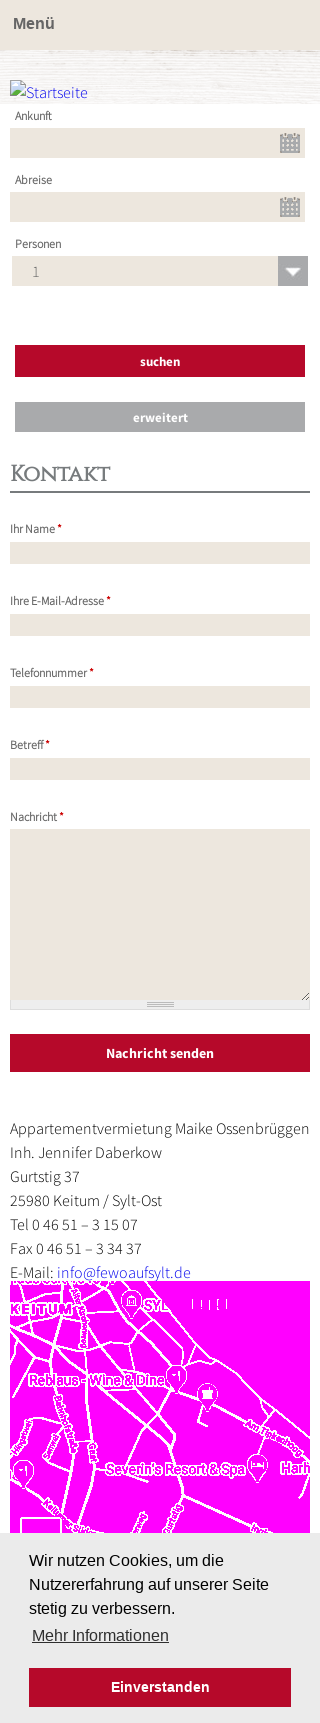 Menü
Startseite
Ankunft
Abreise
Personen
1
suchen
erweitert
Kontakt
Ihr Name *
Ihre E-Mail-Adresse *
Telefonnummer *
Betreff *
Nachricht *
Nachricht senden
Appartementvermietung Maike Ossenbrüggen
Inh. Jennifer Daberkow
Gurtstig 37
25980 Keitum / Sylt-Ost
Tel 0 46 51 – 3 15 07
Fax 0 46 51 – 3 34 37
E-Mail: info@fewoaufsylt.de
KEITUM
Reblaus - Wine & Dine
Severin's Resort & Spa
Wir nutzen Cookies, um die
Nutzererfahrung auf unserer Seite
stetig zu verbessern.
Mehr Informationen
Einverstanden